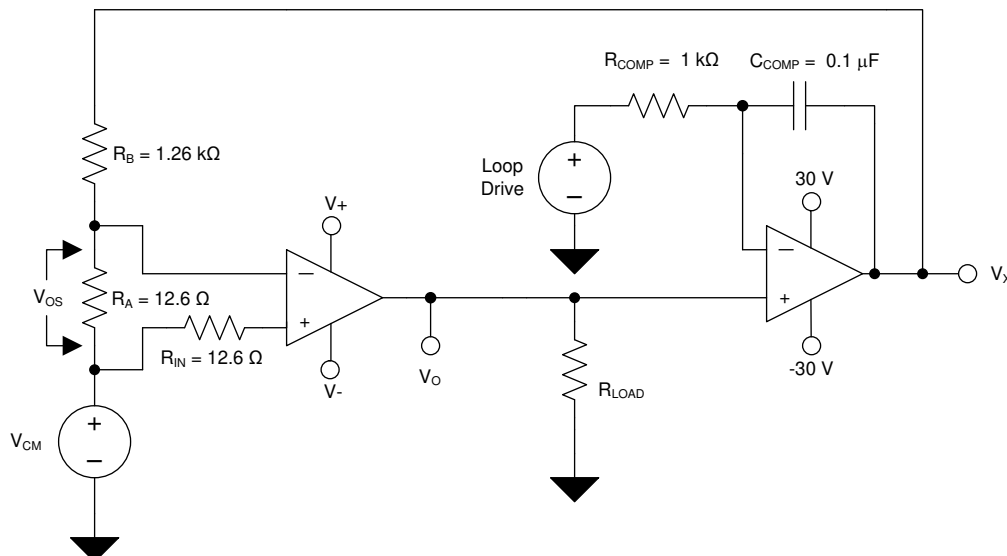 R_COMP = 1 kΩ
C_COMP = 0.1 μF
R_B = 1.26 kΩ
Loop
Drive
+
−
30 V
V+
−
+
V_OS
R_A = 12.6 Ω
−
+
V_X
R_IN = 12.6 Ω
V-
V_O
-30 V
R_LOAD
V_CM
+
−